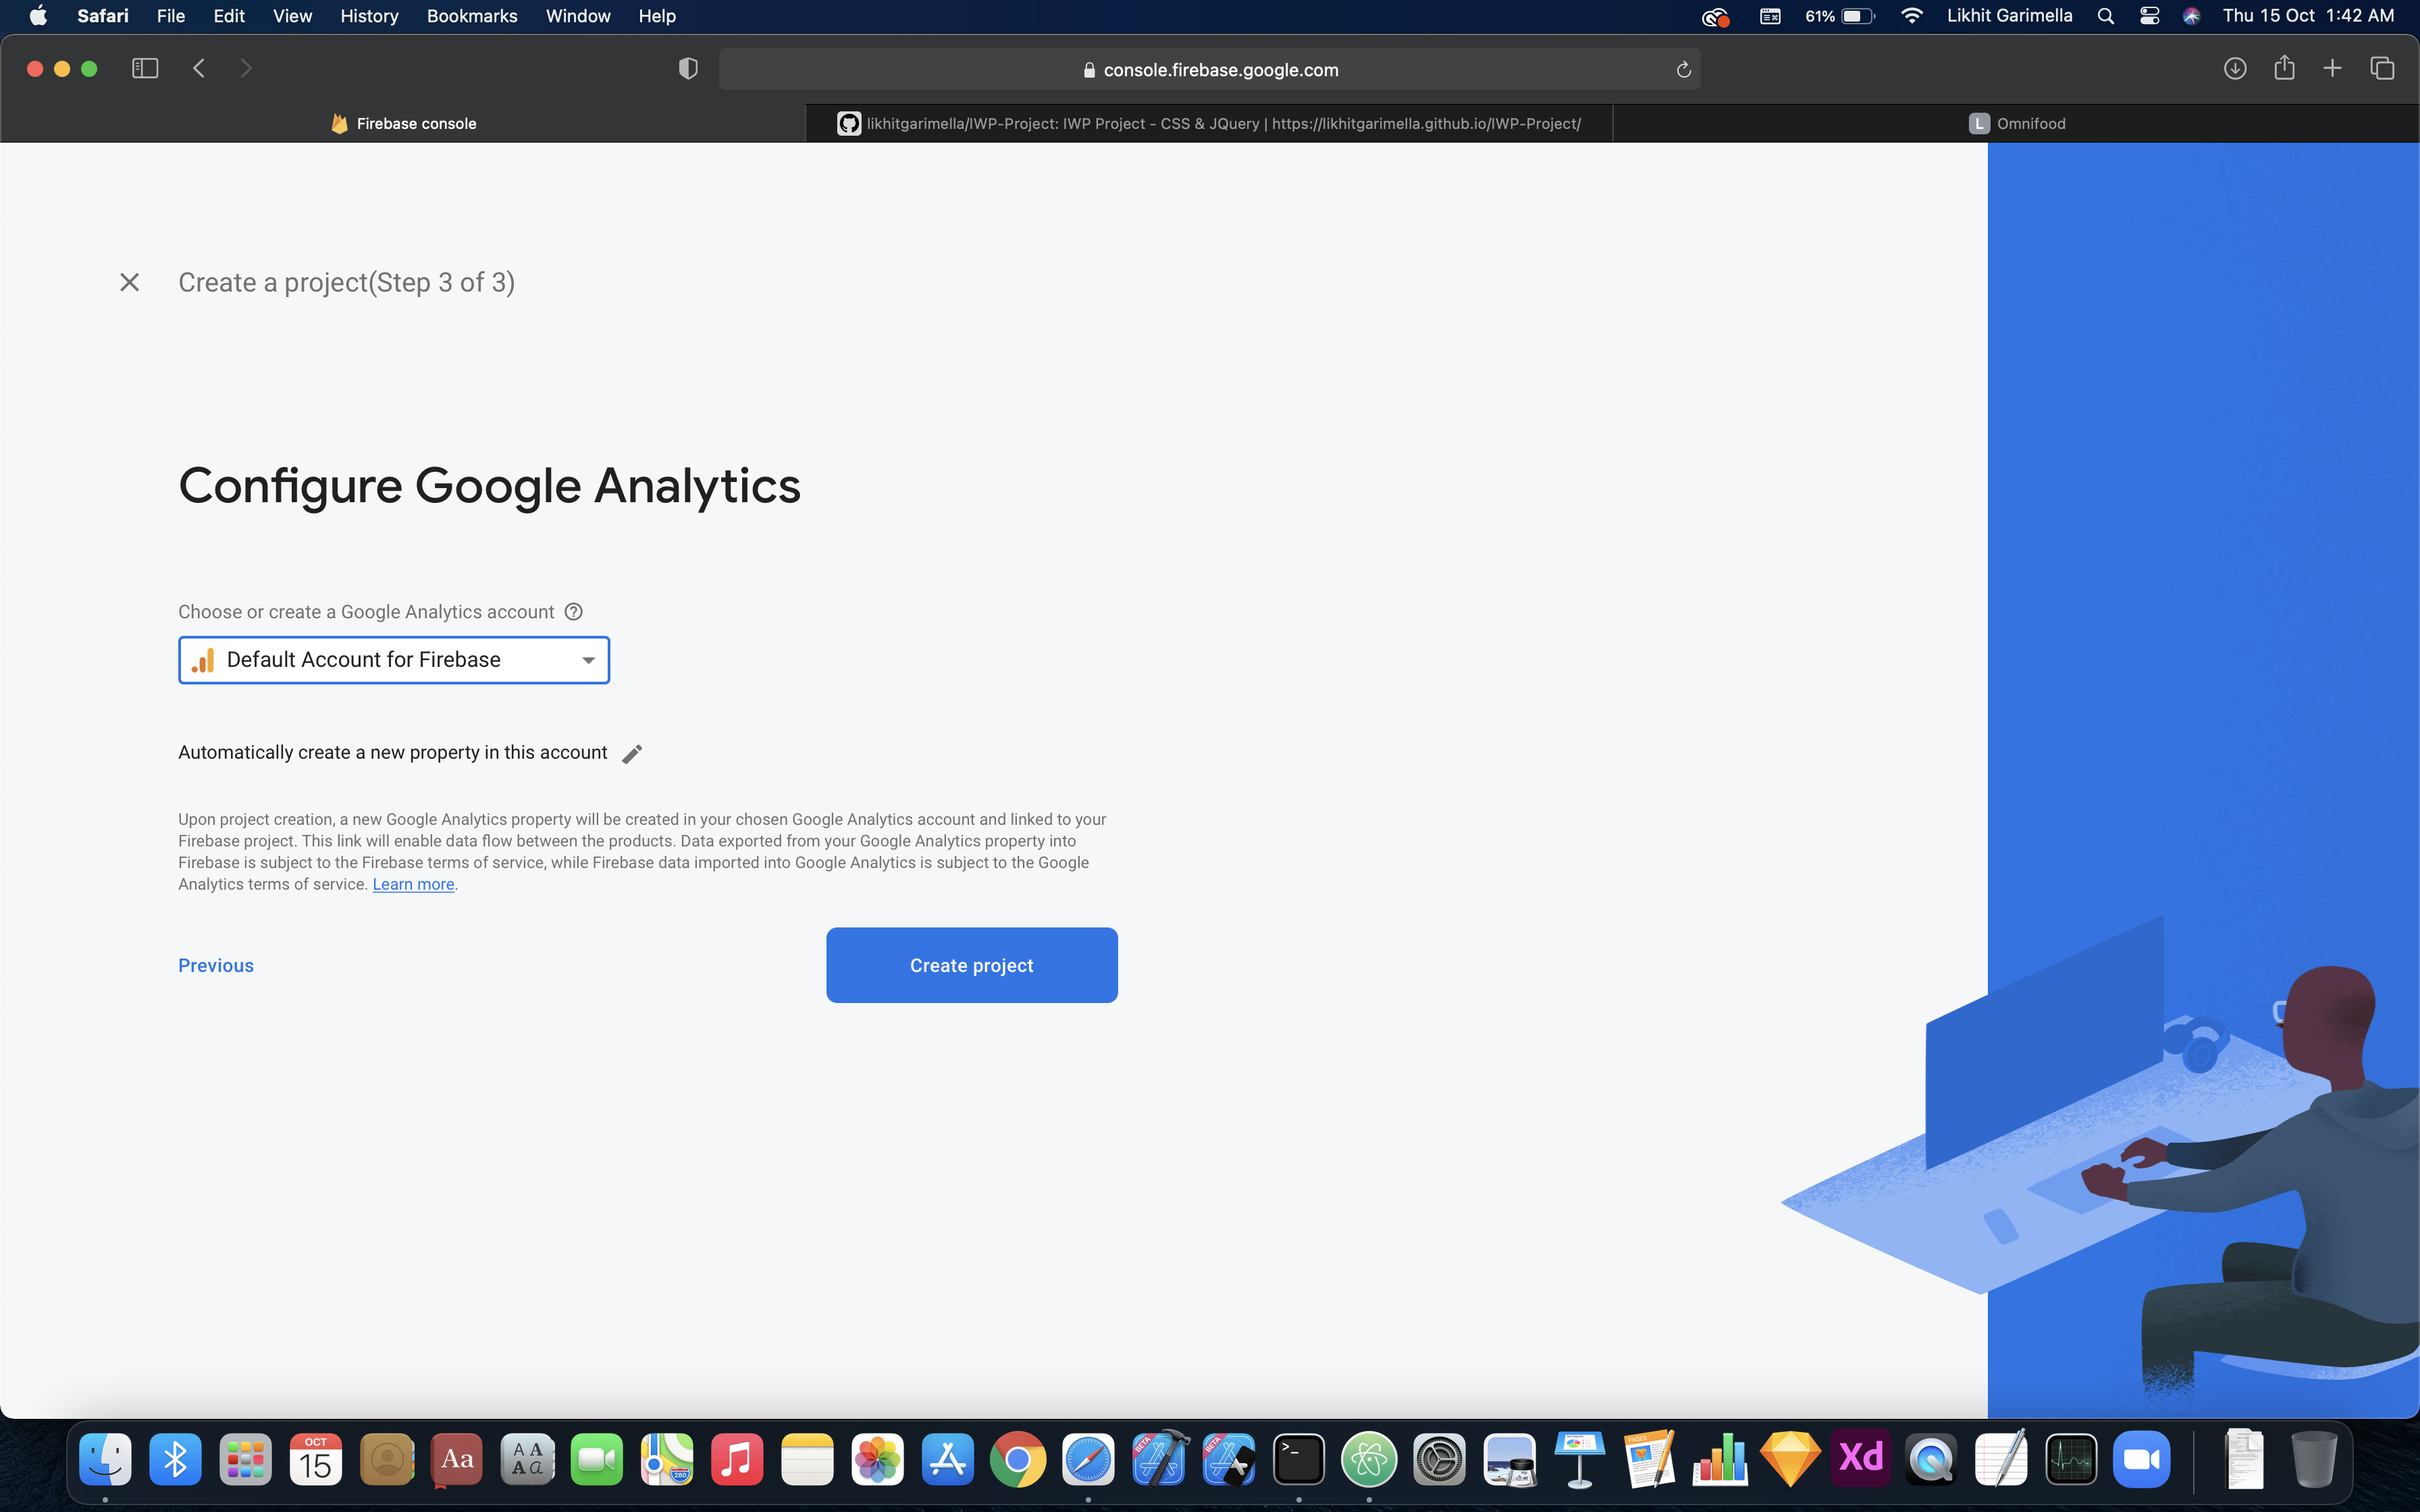 Safari File Edit View History Bookmarks Window Help 61% Likhit Garimella Thu 15 Oct 1:42 AM
console.firebase.google.com
Firebase console
likhitgarimella/IWP-Project: IWP Project - CSS & JQuery | https://likhitgarimella.github.io/IWP-Project/
L Omnifood
Create a project(Step 3 of 3)
Configure Google Analytics
Choose or create a Google Analytics account ?
Default Account for Firebase
Automatically create a new property in this account
Upon project creation, a new Google Analytics property will be created in your chosen Google Analytics account and linked to your
Firebase project. This link will enable data flow between the products. Data exported from your Google Analytics property into
Firebase is subject to the Firebase terms of service, while Firebase data imported into Google Analytics is subject to the Google
Analytics terms of service. Learn more.
Previous
Create project
OCT
15
Aa
A A
A a
280
BETA
BETA
>_
PAGES
Xd